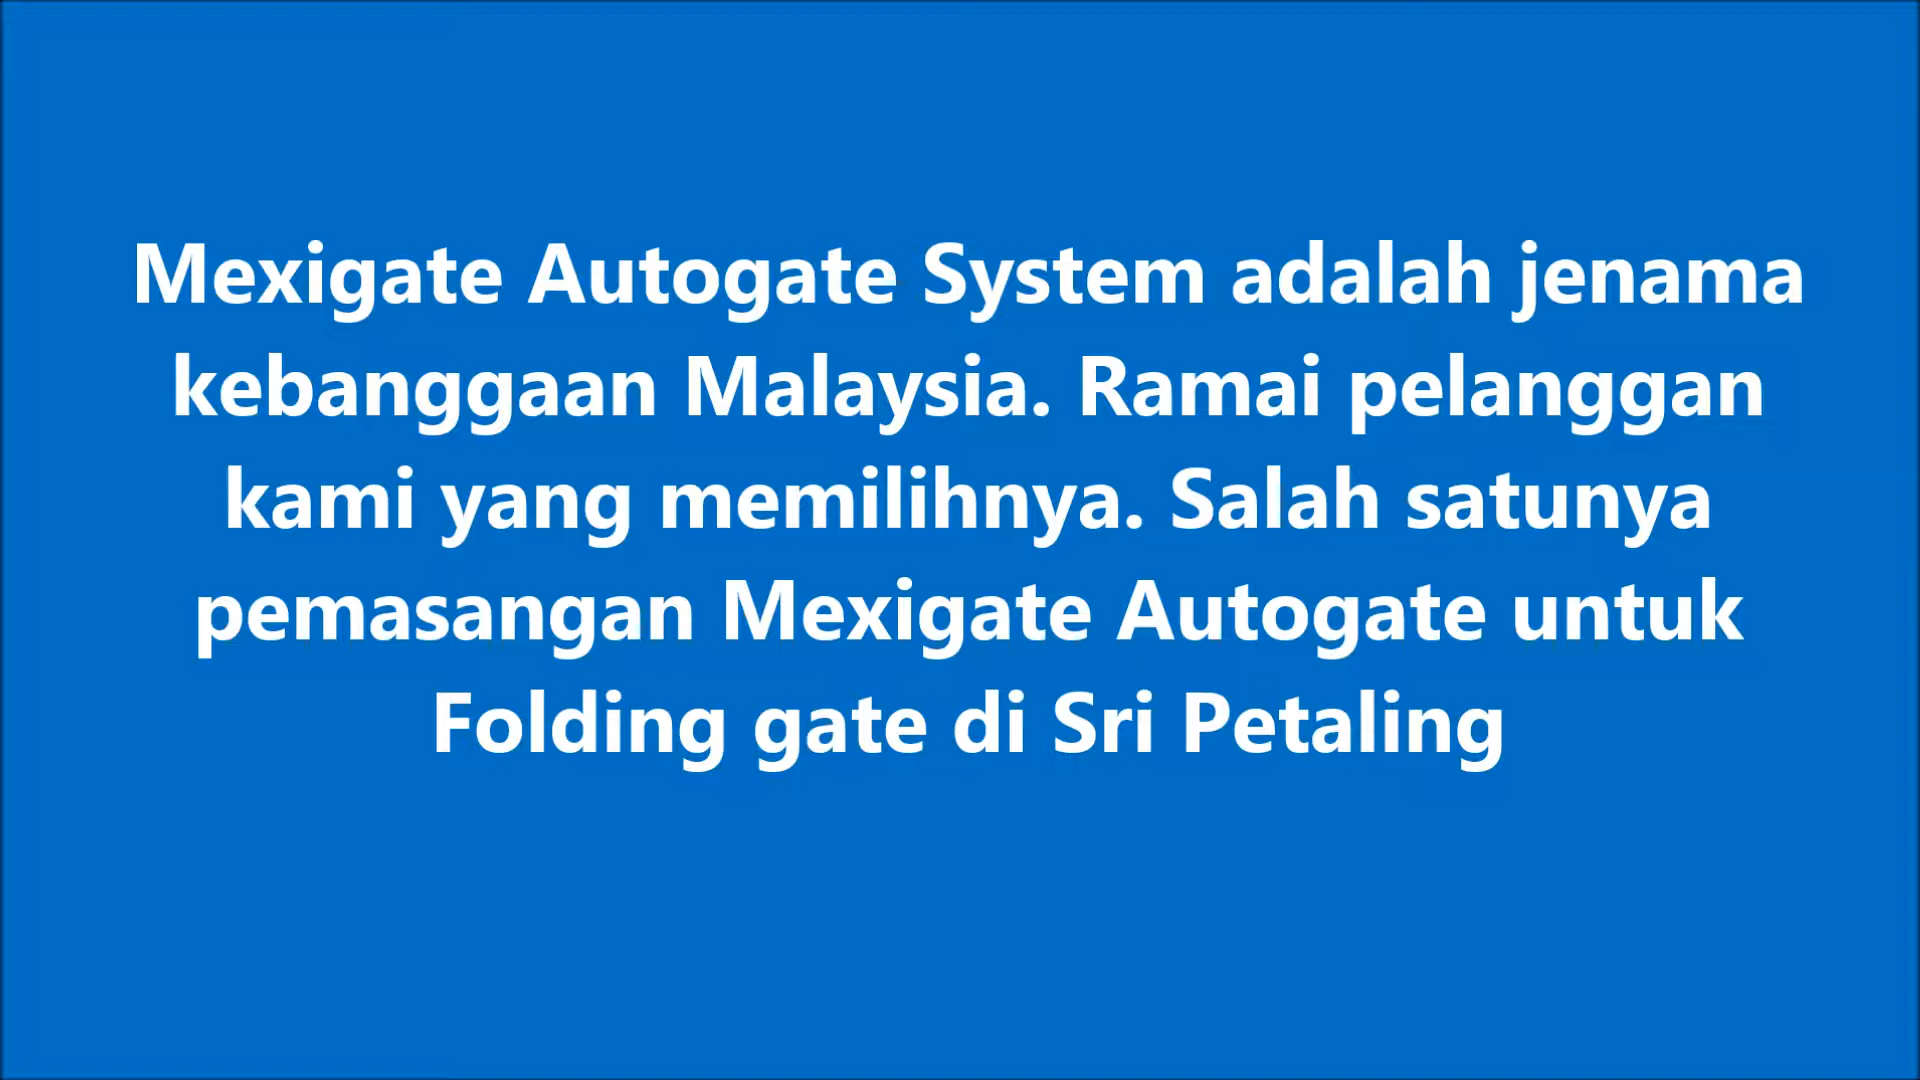 Mexigate Autogate System adalah jenama
kebanggaan Malaysia. Ramai pelanggan
kami yang memilihnya. Salah satunya
pemasangan Mexigate Autogate untuk
Folding gate di Sri Petaling